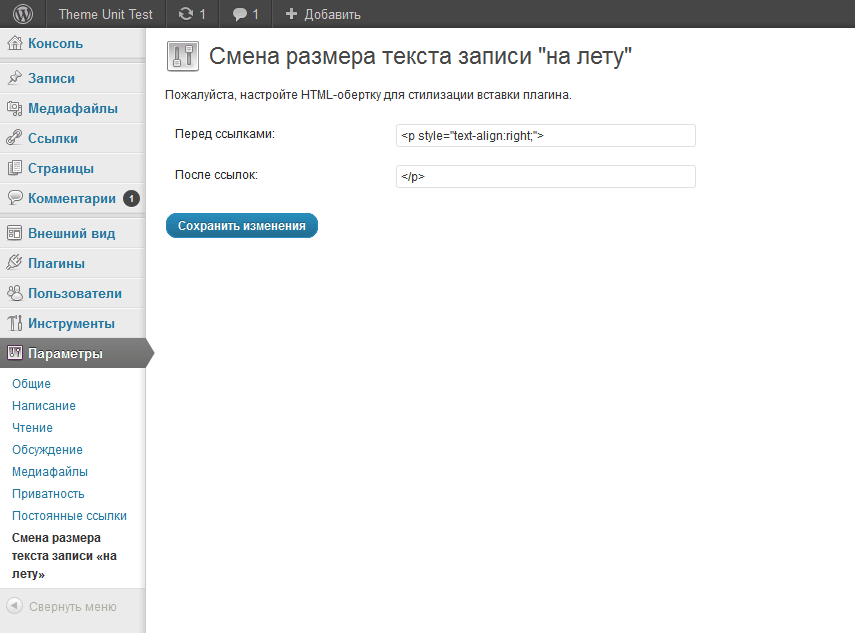 Theme Unit Test 1 1 Добавить
Консоль
Записи
Медиафайлы
Ссылки
Страницы
Комментарии 1
Внешний вид
Плагины
Пользователи
Инструменты
Параметры
Общие
Написание
Чтение
Обсуждение
Медиафайлы
Приватность
Постоянные ссылки
Смена размера
текста записи «на
лету»
Свернуть меню
Смена размера текста записи "на лету"
Пожалуйста, настройте HTML-обертку для стилизации вставки плагина.
Перед ссылками: <p style="text-align:right;">
После ссылок: </p>
Сохранить изменения